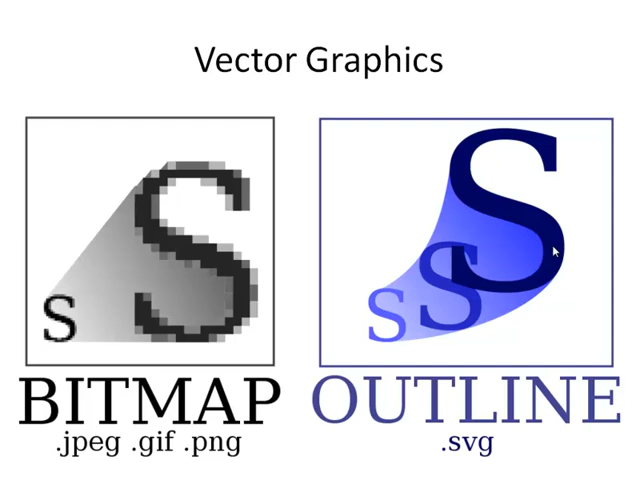 Vector Graphics
S S
S S S
BITMAP OUTLINE
.jpeg .gif .png .svg